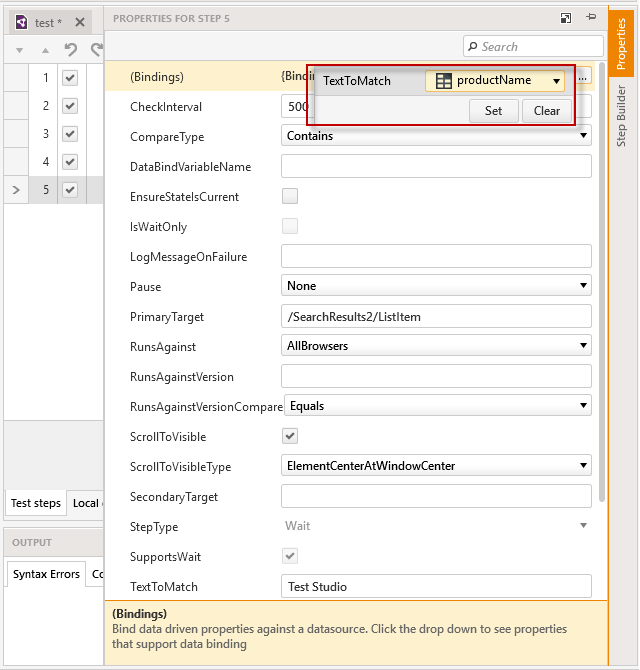 test *
PROPERTIES FOR STEP 5
Search
(Bindings)
{Bindin
...
TextToMatch
productName
Set
Clear
CheckInterval
500
CompareType
Contains
DataBindVariableName
EnsureStateIsCurrent
IsWaitOnly
LogMessageOnFailure
Pause
None
PrimaryTarget
/SearchResults2/ListItem
RunsAgainst
AllBrowsers
RunsAgainstVersion
RunsAgainstVersionCompare
Equals
ScrollToVisible
ScrollToVisibleType
ElementCenterAtWindowCenter
SecondaryTarget
StepType
Wait
SupportsWait
TextToMatch
Test Studio
(Bindings)
Bind data driven properties against a datasource. Click the drop down to see properties
that support data binding
1
2
3
4
5
Test steps
Local
OUTPUT
Syntax Errors
Co
Properties
Step Builder